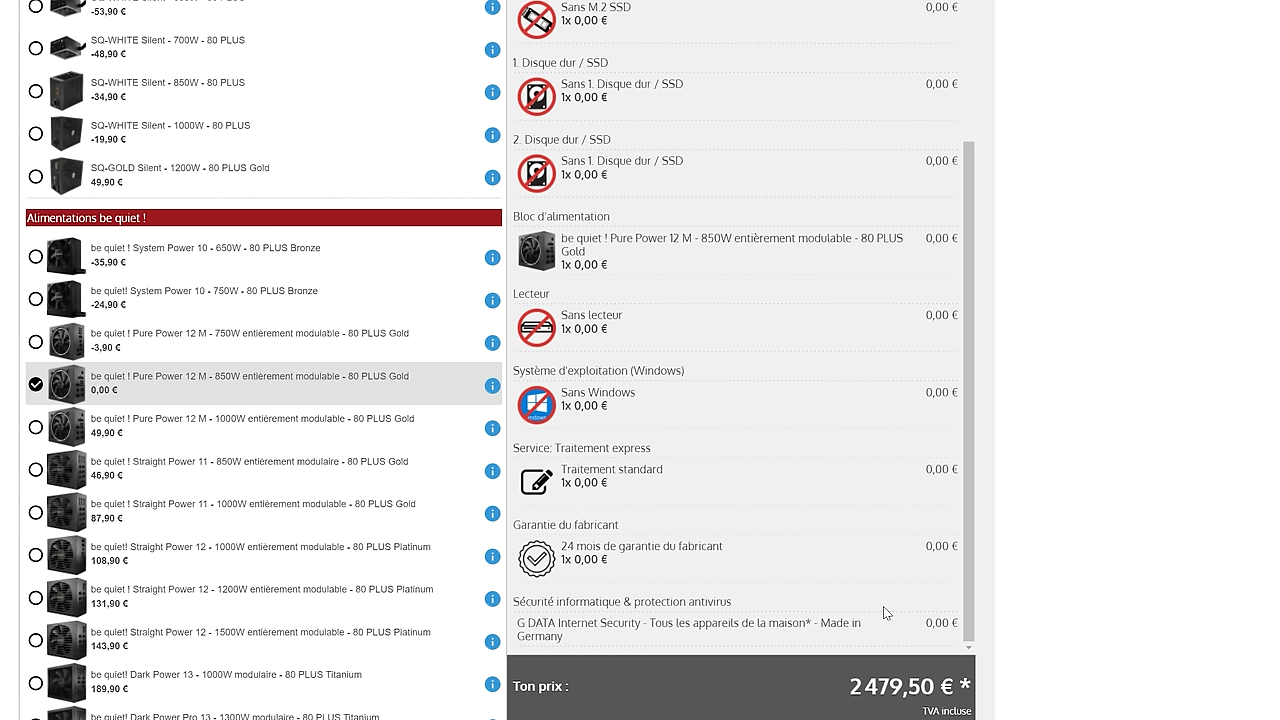 -53,90 €
SQ-WHITE Silent - 700W - 80 PLUS
-48,90 €
SQ-WHITE Silent - 850W - 80 PLUS
-34,90 €
SQ-WHITE Silent - 1000W - 80 PLUS
-19,90 €
SQ-GOLD Silent - 1200W - 80 PLUS Gold
49,90 €
Alimentations be quiet !
be quiet ! System Power 10 - 650W - 80 PLUS Bronze
-35,90 €
be quiet! System Power 10 - 750W - 80 PLUS Bronze
-24,90 €
be quiet ! Pure Power 12 M - 750W entièrement modulable - 80 PLUS Gold
-3,90 €
be quiet ! Pure Power 12 M - 850W entièrement modulable - 80 PLUS Gold
0,00 €
be quiet ! Pure Power 12 M - 1000W entièrement modulable - 80 PLUS Gold
49,90 €
be quiet ! Straight Power 11 - 850W entièrement modulaire - 80 PLUS Gold
46,90 €
be quiet ! Straight Power 11 - 1000W entièrement modulable - 80 PLUS Gold
87,90 €
be quiet! Straight Power 12 - 1000W entièrement modulable - 80 PLUS Platinum
108,90 €
be quiet! Straight Power 12 - 1200W entièrement modulable - 80 PLUS Platinum
131,90 €
be quiet! Straight Power 12 - 1500W entièrement modulable - 80 PLUS Platinum
143,90 €
be quiet! Dark Power 13 - 1000W modulaire - 80 PLUS Titanium
189,90 €
be quiet! Dark Power Pro 13 - 1300W modulaire - 80 PLUS Titanium
Sans M.2 SSD 0,00 €
1x 0,00 €
1. Disque dur / SSD
Sans 1. Disque dur / SSD 0,00 €
1x 0,00 €
2. Disque dur / SSD
Sans 1. Disque dur / SSD 0,00 €
1x 0,00 €
Bloc d'alimentation
be quiet ! Pure Power 12 M - 850W entièrement modulable - 80 PLUS 0,00 €
Gold
1x 0,00 €
Lecteur
Sans lecteur 0,00 €
1x 0,00 €
Système d'exploitation (Windows)
Sans Windows 0,00 €
1x 0,00 €
Service: Traitement express
Traitement standard 0,00 €
1x 0,00 €
Garantie du fabricant
24 mois de garantie du fabricant 0,00 €
1x 0,00 €
Sécurité informatique & protection antivirus
G DATA Internet Security - Tous les appareils de la maison* - Made in 0,00 €
Germany
Ton prix : 2 479,50 € *
TVA incluse